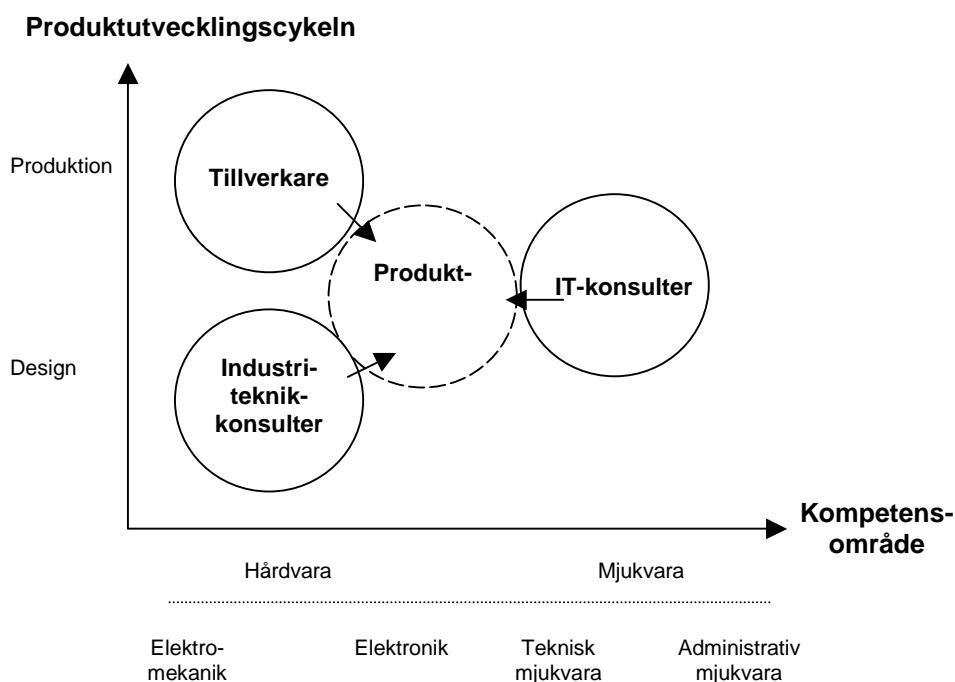 Produktutvecklingscykeln
Produktion
Tillverkare
Produkt-
IT-konsulter
Design
Industri-
teknik-
konsulter
Kompetens-
område
Hårdvara
Mjukvara
Elektro-
mekanik
Elektronik
Teknisk
mjukvara
Administrativ
mjukvara